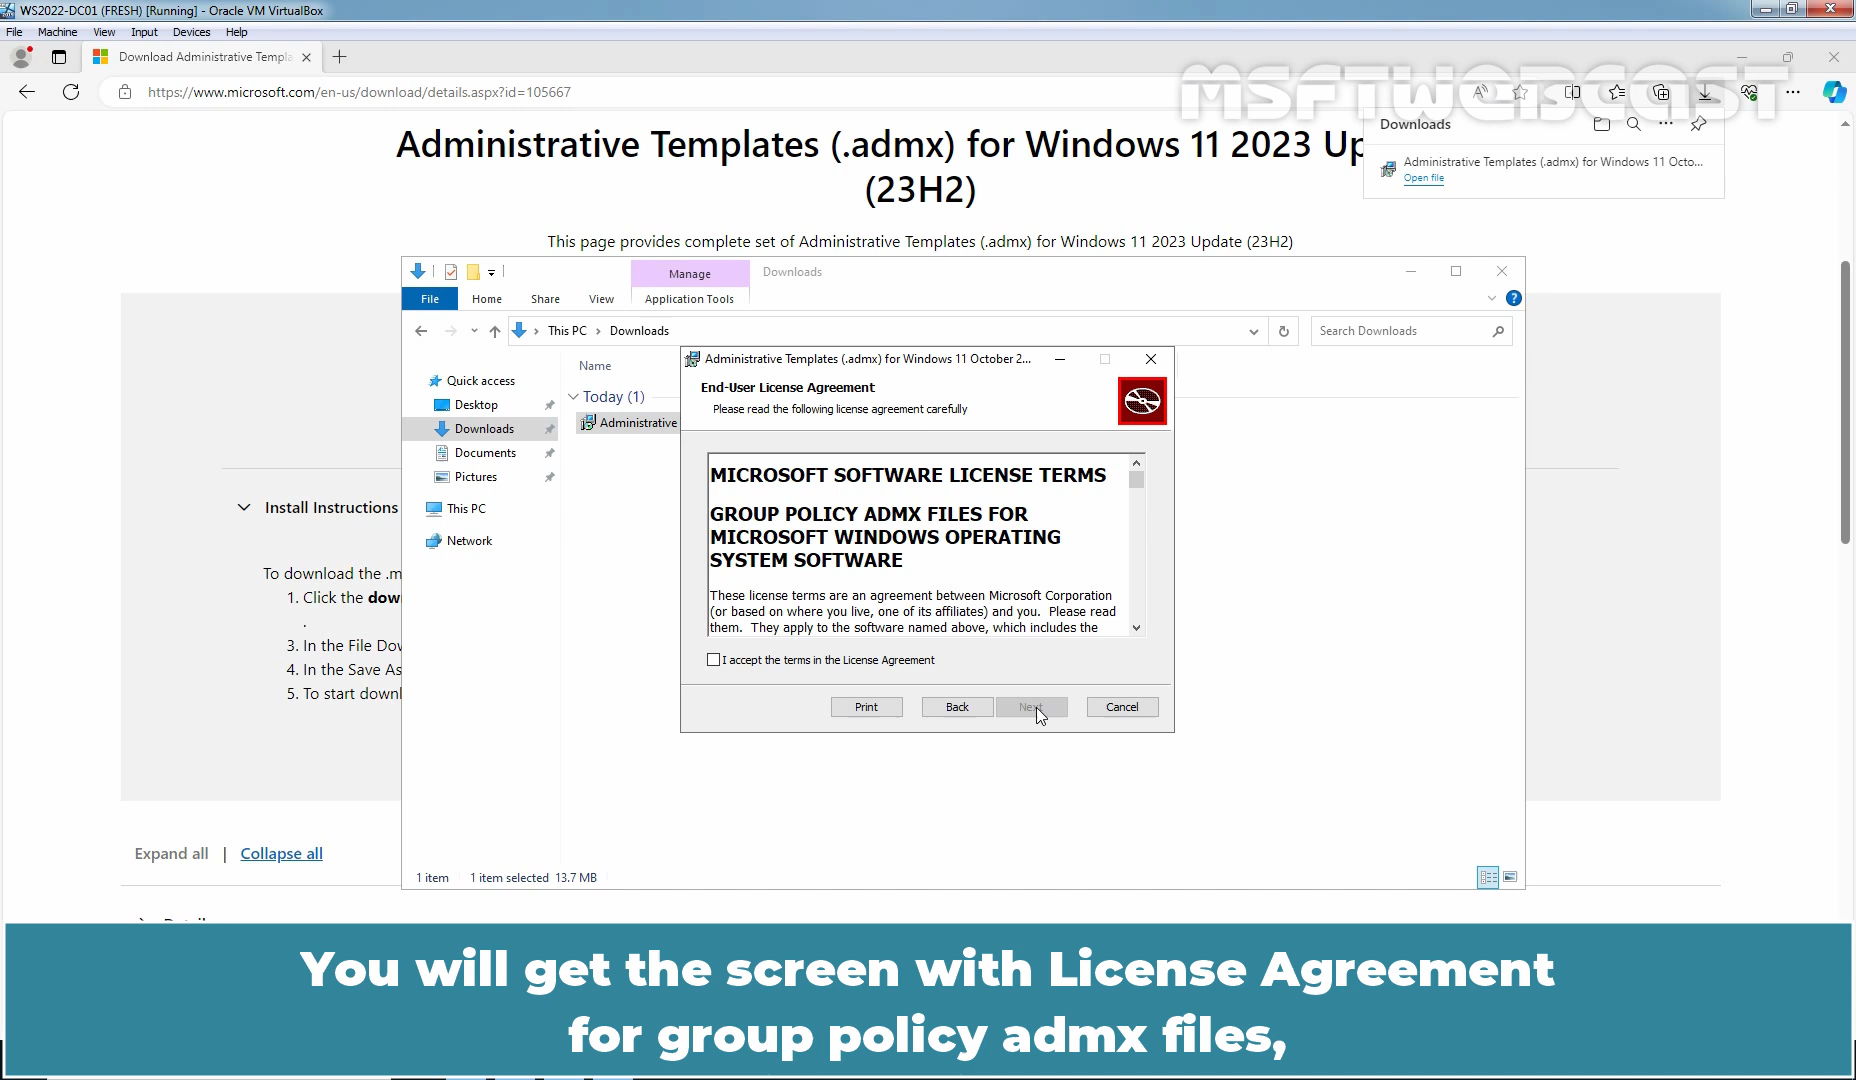 WS2022-DC01 (FRESH) [Running] - Oracle VM VirtualBox
File Machine View Input Devices Help
Download Administrative Templa
https://www.microsoft.com/en-us/download/details.aspx?id=105667
MSFTWEBCAST
Downloads
Administrative Templates (.admx) for Windows 11 Octo...
Open file
Administrative Templates (.admx) for Windows 11 2023 Up
(23H2)
This page provides complete set of Administrative Templates (.admx) for Windows 11 2023 Update (23H2)
Manage Downloads
File Home Share View Application Tools
This PC Downloads
Search Downloads
Name
Quick access
Desktop
Downloads
Documents
Pictures
This PC
Network
Today (1)
Administrative
Administrative Templates (.admx) for Windows 11 October 2...
End-User License Agreement
Please read the following license agreement carefully
MICROSOFT SOFTWARE LICENSE TERMS
GROUP POLICY ADMX FILES FOR
MICROSOFT WINDOWS OPERATING
SYSTEM SOFTWARE
These license terms are an agreement between Microsoft Corporation
(or based on where you live, one of its affiliates) and you. Please read
them. They apply to the software named above, which includes the
I accept the terms in the License Agreement
Print Back Next Cancel
Install Instructions
To download the .m
1. Click the dow
.
3. In the File Dow
4. In the Save As
5. To start downl
1 item 1 item selected 13.7 MB
Expand all | Collapse all
You will get the screen with License Agreement
for group policy admx files,